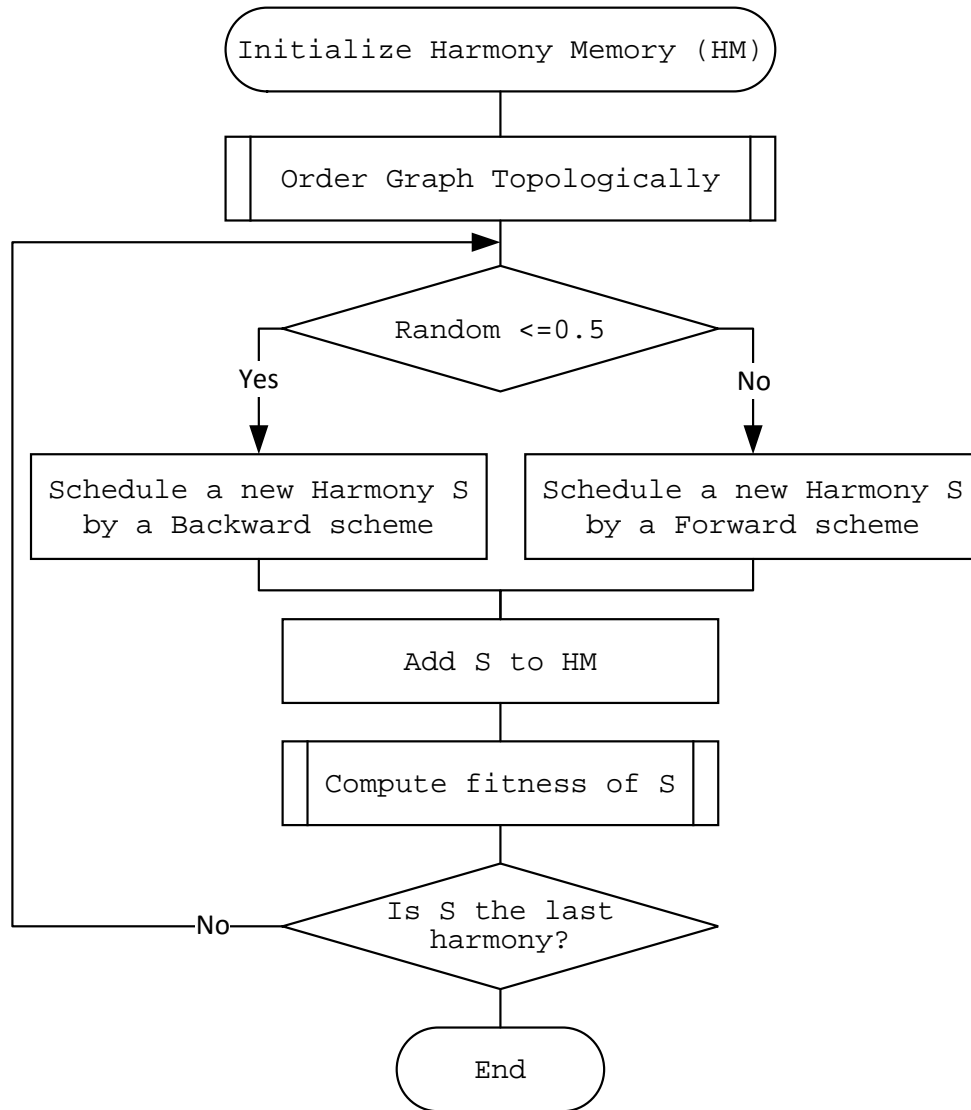 Initialize Harmony Memory (HM)
Order Graph Topologically
Random <=0.5
Yes
No
Schedule a new Harmony S
by a Backward scheme
Schedule a new Harmony S
by a Forward scheme
Add S to HM
Compute fitness of S
Is S the last
harmony?
No
End